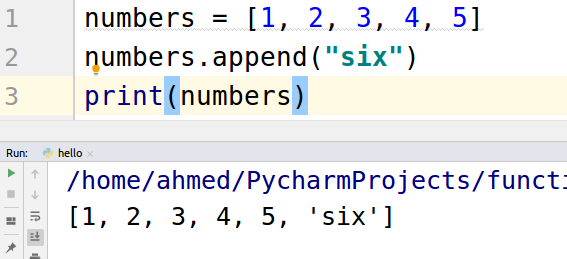 1 numbers = [1, 2, 3, 4, 5]
2 numbers.append("six")
3 print(numbers)
Run: hello ×
/home/ahmed/PycharmProjects/functi
[1, 2, 3, 4, 5, 'six']